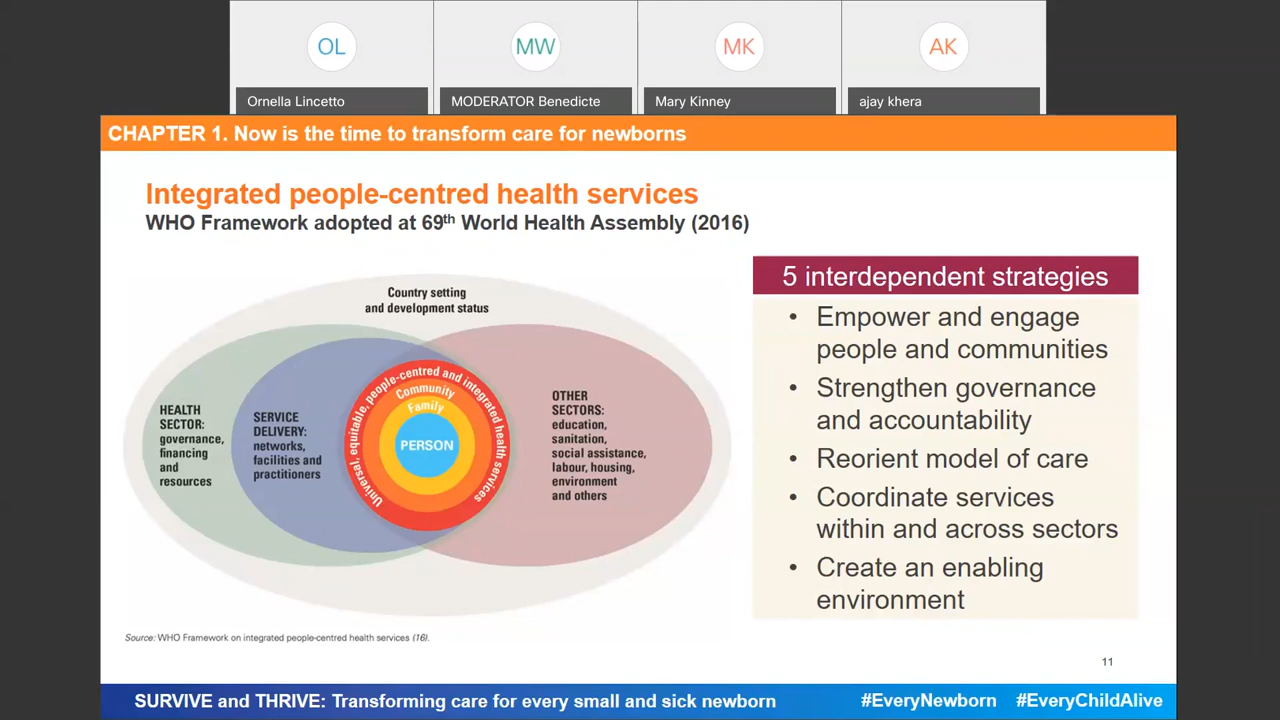 OL
MW
MK
AK
Ornella Lincetto
MODERATOR Benedicte
Mary Kinney
ajay khera
CHAPTER 1. Now is the time to transform care for newborns
Integrated people-centred health services
WHO Framework adopted at 69th World Health Assembly (2016)
Country setting
and development status
HEALTH
SECTOR:
governance,
financing
and
resources
SERVICE
DELIVERY:
networks,
facilities and
practitioners
Universal, equitable, people-centred and integrated health services
Community
Family
PERSON
OTHER
SECTORS:
education,
sanitation,
social assistance,
labour, housing,
environment
and others
5 interdependent strategies
• Empower and engage
people and communities
• Strengthen governance
and accountability
• Reorient model of care
• Coordinate services
within and across sectors
• Create an enabling
environment
Source: WHO Framework on integrated people-centred health services (16).
11
SURVIVE and THRIVE: Transforming care for every small and sick newborn
#EveryNewborn #EveryChildAlive